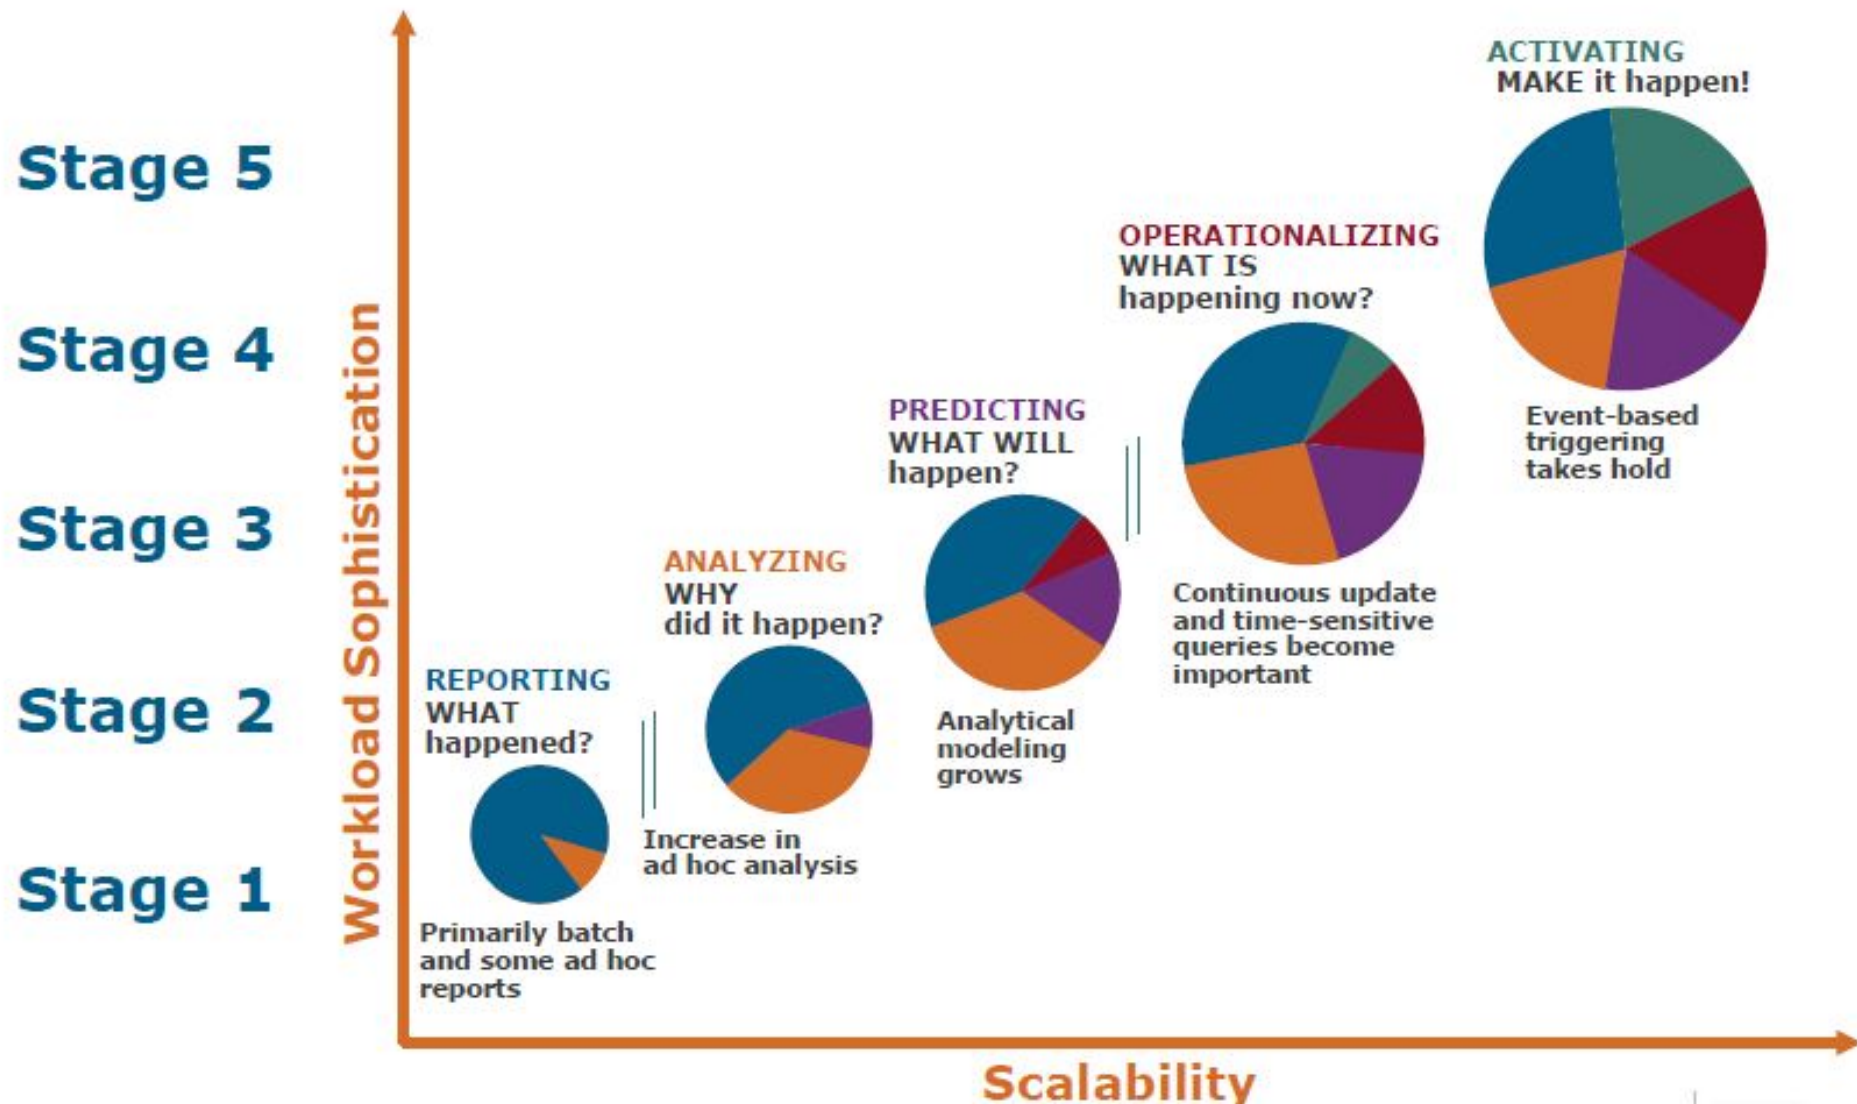 ACTIVATING
MAKE it happen!
Stage 5
OPERATIONALIZING
WHAT IS
happening now?
Stage 4
Event-based
triggering
takes hold
PREDICTING
WHAT WILL
happen?
Stage 3
ANALYZING
WHY
did it happen?
Continuous update
and time-sensitive
queries become
important
Stage 2
REPORTING
WHAT
happened?
Analytical
modeling
grows
Increase in
ad hoc analysis
Stage 1
Primarily batch
and some ad hoc
reports
Workload Sophistication
Scalability